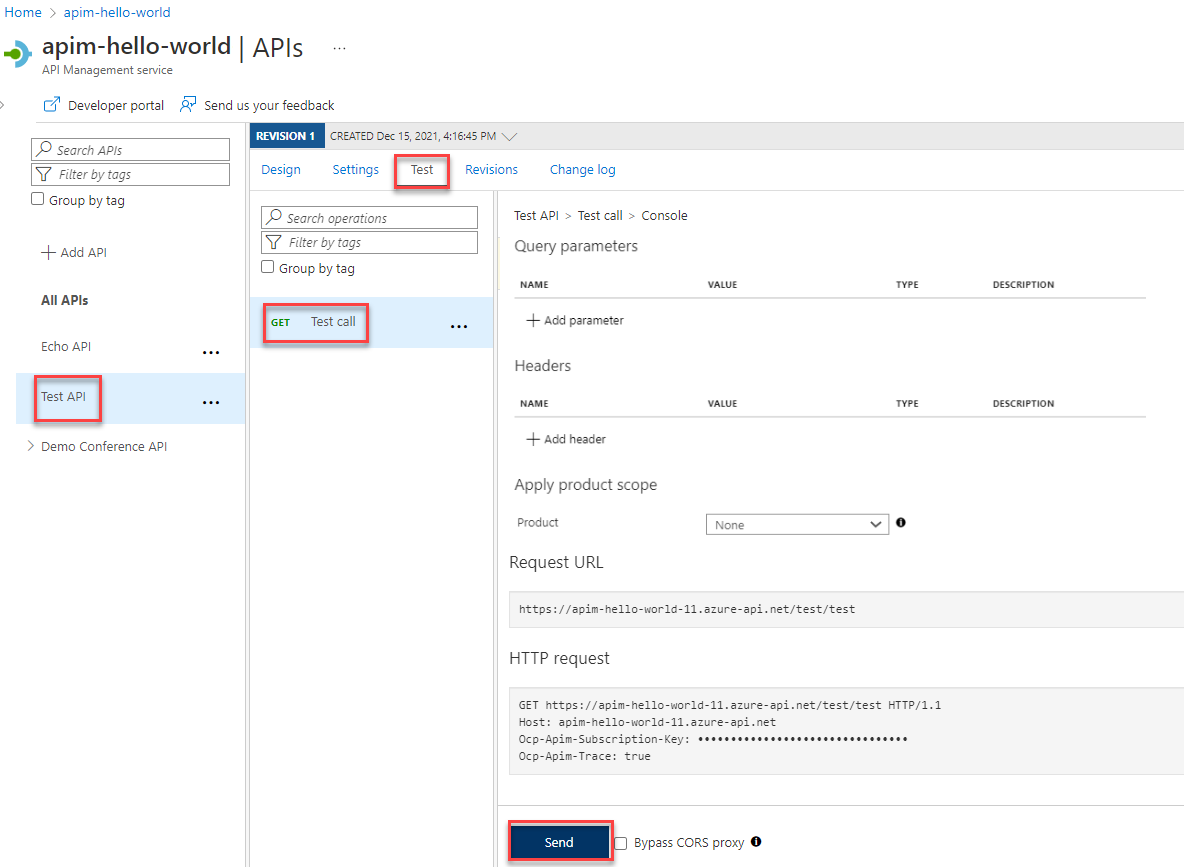 Home > apim-hello-world
apim-hello-world | APIs ...
API Management service
Developer portal Send us your feedback
Search APIs
Filter by tags
Group by tag
+ Add API
All APIs
Echo API ...
Test API ...
> Demo Conference API
REVISION 1 CREATED Dec 15, 2021, 4:16:45 PM
Design Settings Test Revisions Change log
Search operations
Filter by tags
Group by tag
GET Test call ...
Test API > Test call > Console
Query parameters
NAME VALUE TYPE DESCRIPTION
+ Add parameter
Headers
NAME VALUE TYPE DESCRIPTION
+ Add header
Apply product scope
Product None
Request URL
https://apim-hello-world-11.azure-api.net/test/test
HTTP request
GET https://apim-hello-world-11.azure-api.net/test/test HTTP/1.1
Host: apim-hello-world-11.azure-api.net
Ocp-Apim-Subscription-Key: ••••••••••••••••••••••••••••••••
Ocp-Apim-Trace: true
Send Bypass CORS proxy